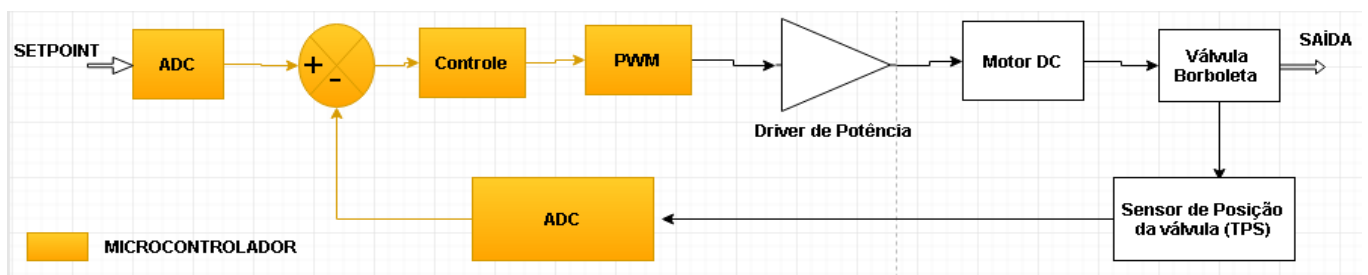 SETPOINT
ADC
+
-
Controle
PWM
Driver de Potência
Motor DC
Válvula
Borboleta
SAÍDA
ADC
Sensor de Posição
da válvula (TPS)
MICROCONTROLADOR